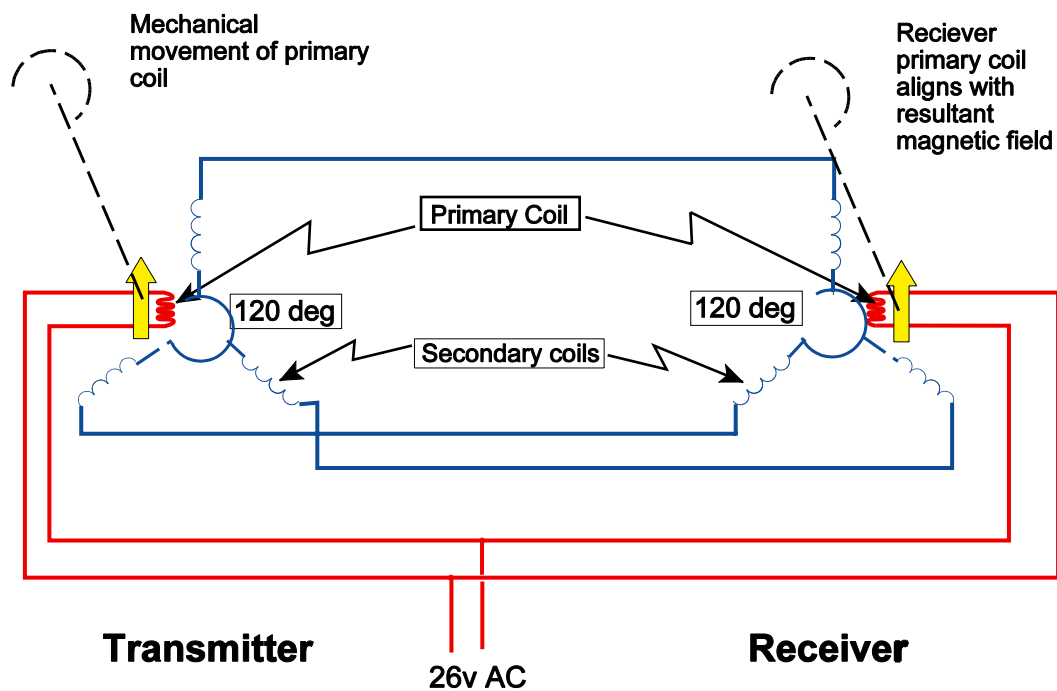 Mechanical
movement of primary
coil
Reciever
primary coil
aligns with
resultant
magnetic field
Primary Coil
120 deg
120 deg
Secondary coils
Transmitter
Receiver
26v AC